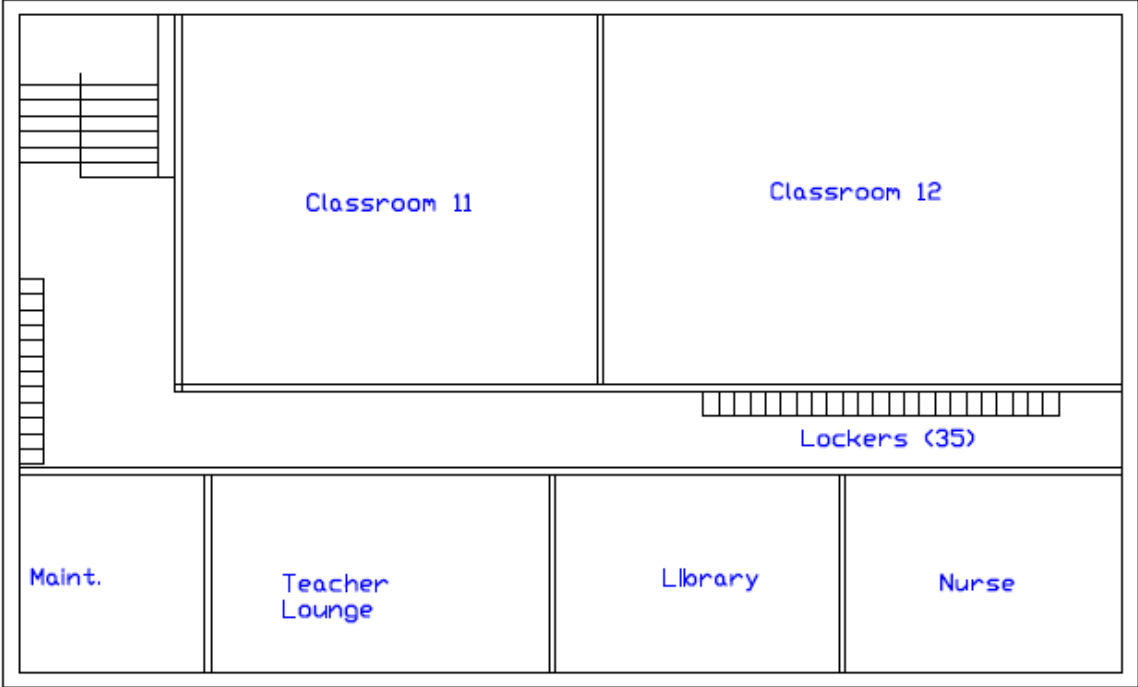 Classroom 11
Classroom 12
Lockers (35)
Maint.
Teacher
Lounge
LIbrary
Nurse